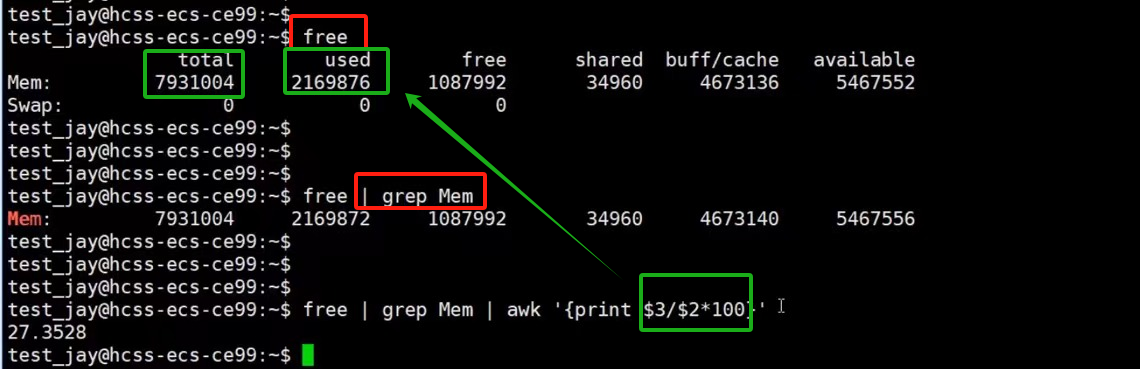 test_jay@hcss-ecs-ce99:~$
test_jay@hcss-ecs-ce99:~$ free
total used free shared buff/cache available
Mem: 7931004 2169876 1087992 34960 4673136 5467552
Swap: 0 0 0
test_jay@hcss-ecs-ce99:~$
test_jay@hcss-ecs-ce99:~$
test_jay@hcss-ecs-ce99:~$
test_jay@hcss-ecs-ce99:~$ free | grep Mem
Mem: 7931004 2169872 1087992 34960 4673140 5467556
test_jay@hcss-ecs-ce99:~$
test_jay@hcss-ecs-ce99:~$
test_jay@hcss-ecs-ce99:~$
test_jay@hcss-ecs-ce99:~$ free | grep Mem | awk '{print $3/$2*100}'
27.3528
test_jay@hcss-ecs-ce99:~$